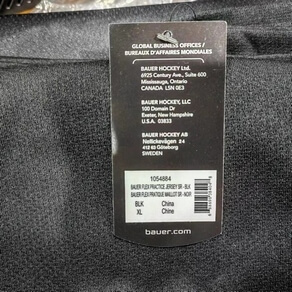 GLOBAL BUSINESS OFFICES /
BUREAUX D'AFFAIRES MONDIALES
BAUER HOCKEY Ltd.
6925 Century Ave., Suite 600
Mississauga, Ontario
CANADA L5N 0E3
BAUER HOCKEY, LLC
100 Domain Dr
Exeter, New Hampshire
U.S.A. 03833
BAUER HOCKEY AB
Nellickevägen 24
412 63 Göteborg
SWEDEN
1054884
BAUER FLEX PRACTICE JERSEY SR - BLK
BAUER FLEX PRATIQUE MAILLOT SR - NOIR
BLK China
XL Chine
bauer.com